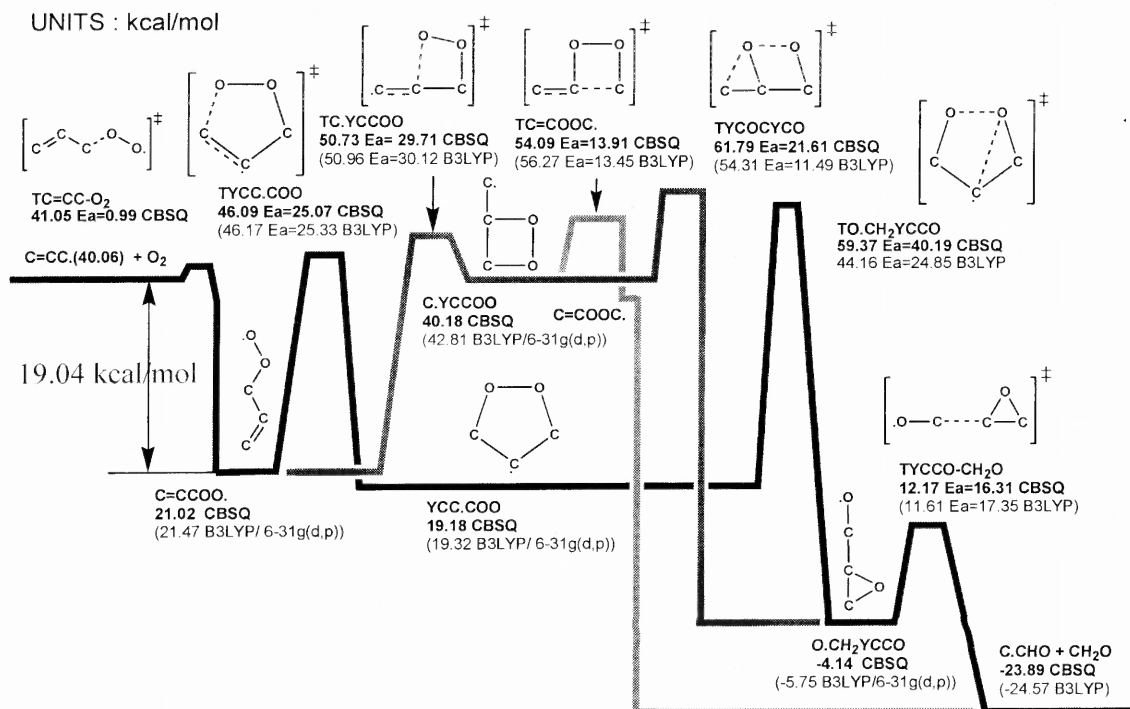 UNITS : kcal/mol
TC=CC-O2
41.05 Ea=0.99 CBSQ
TYCC.COO
46.09 Ea=25.07 CBSQ
(46.17 Ea=25.33 B3LYP)
TC.YCCOO
50.73 Ea= 29.71 CBSQ
(50.96 Ea=30.12 B3LYP)
TC=COOC.
54.09 Ea=13.91 CBSQ
(56.27 Ea=13.45 B3LYP)
TYCOCYCO
61.79 Ea=21.61 CBSQ
(54.31 Ea=11.49 B3LYP)
TO.CH2YCCO
59.37 Ea=40.19 CBSQ
44.16 Ea=24.85 B3LYP
C=CC.(40.06) + O2
19.04 kcal/mol
C=CCOO.
21.02 CBSQ
(21.47 B3LYP/ 6-31g(d,p))
C.YCCOO
40.18 CBSQ
(42.81 B3LYP/6-31g(d,p))
C=COOC.
YCC.COO
19.18 CBSQ
(19.32 B3LYP/ 6-31g(d,p))
TYCCO-CH2O
12.17 Ea=16.31 CBSQ
(11.61 Ea=17.35 B3LYP)
O.CH2YCCO
-4.14 CBSQ
(-5.75 B3LYP/6-31g(d,p))
C.CHO + CH2O
-23.89 CBSQ
(-24.57 B3LYP)